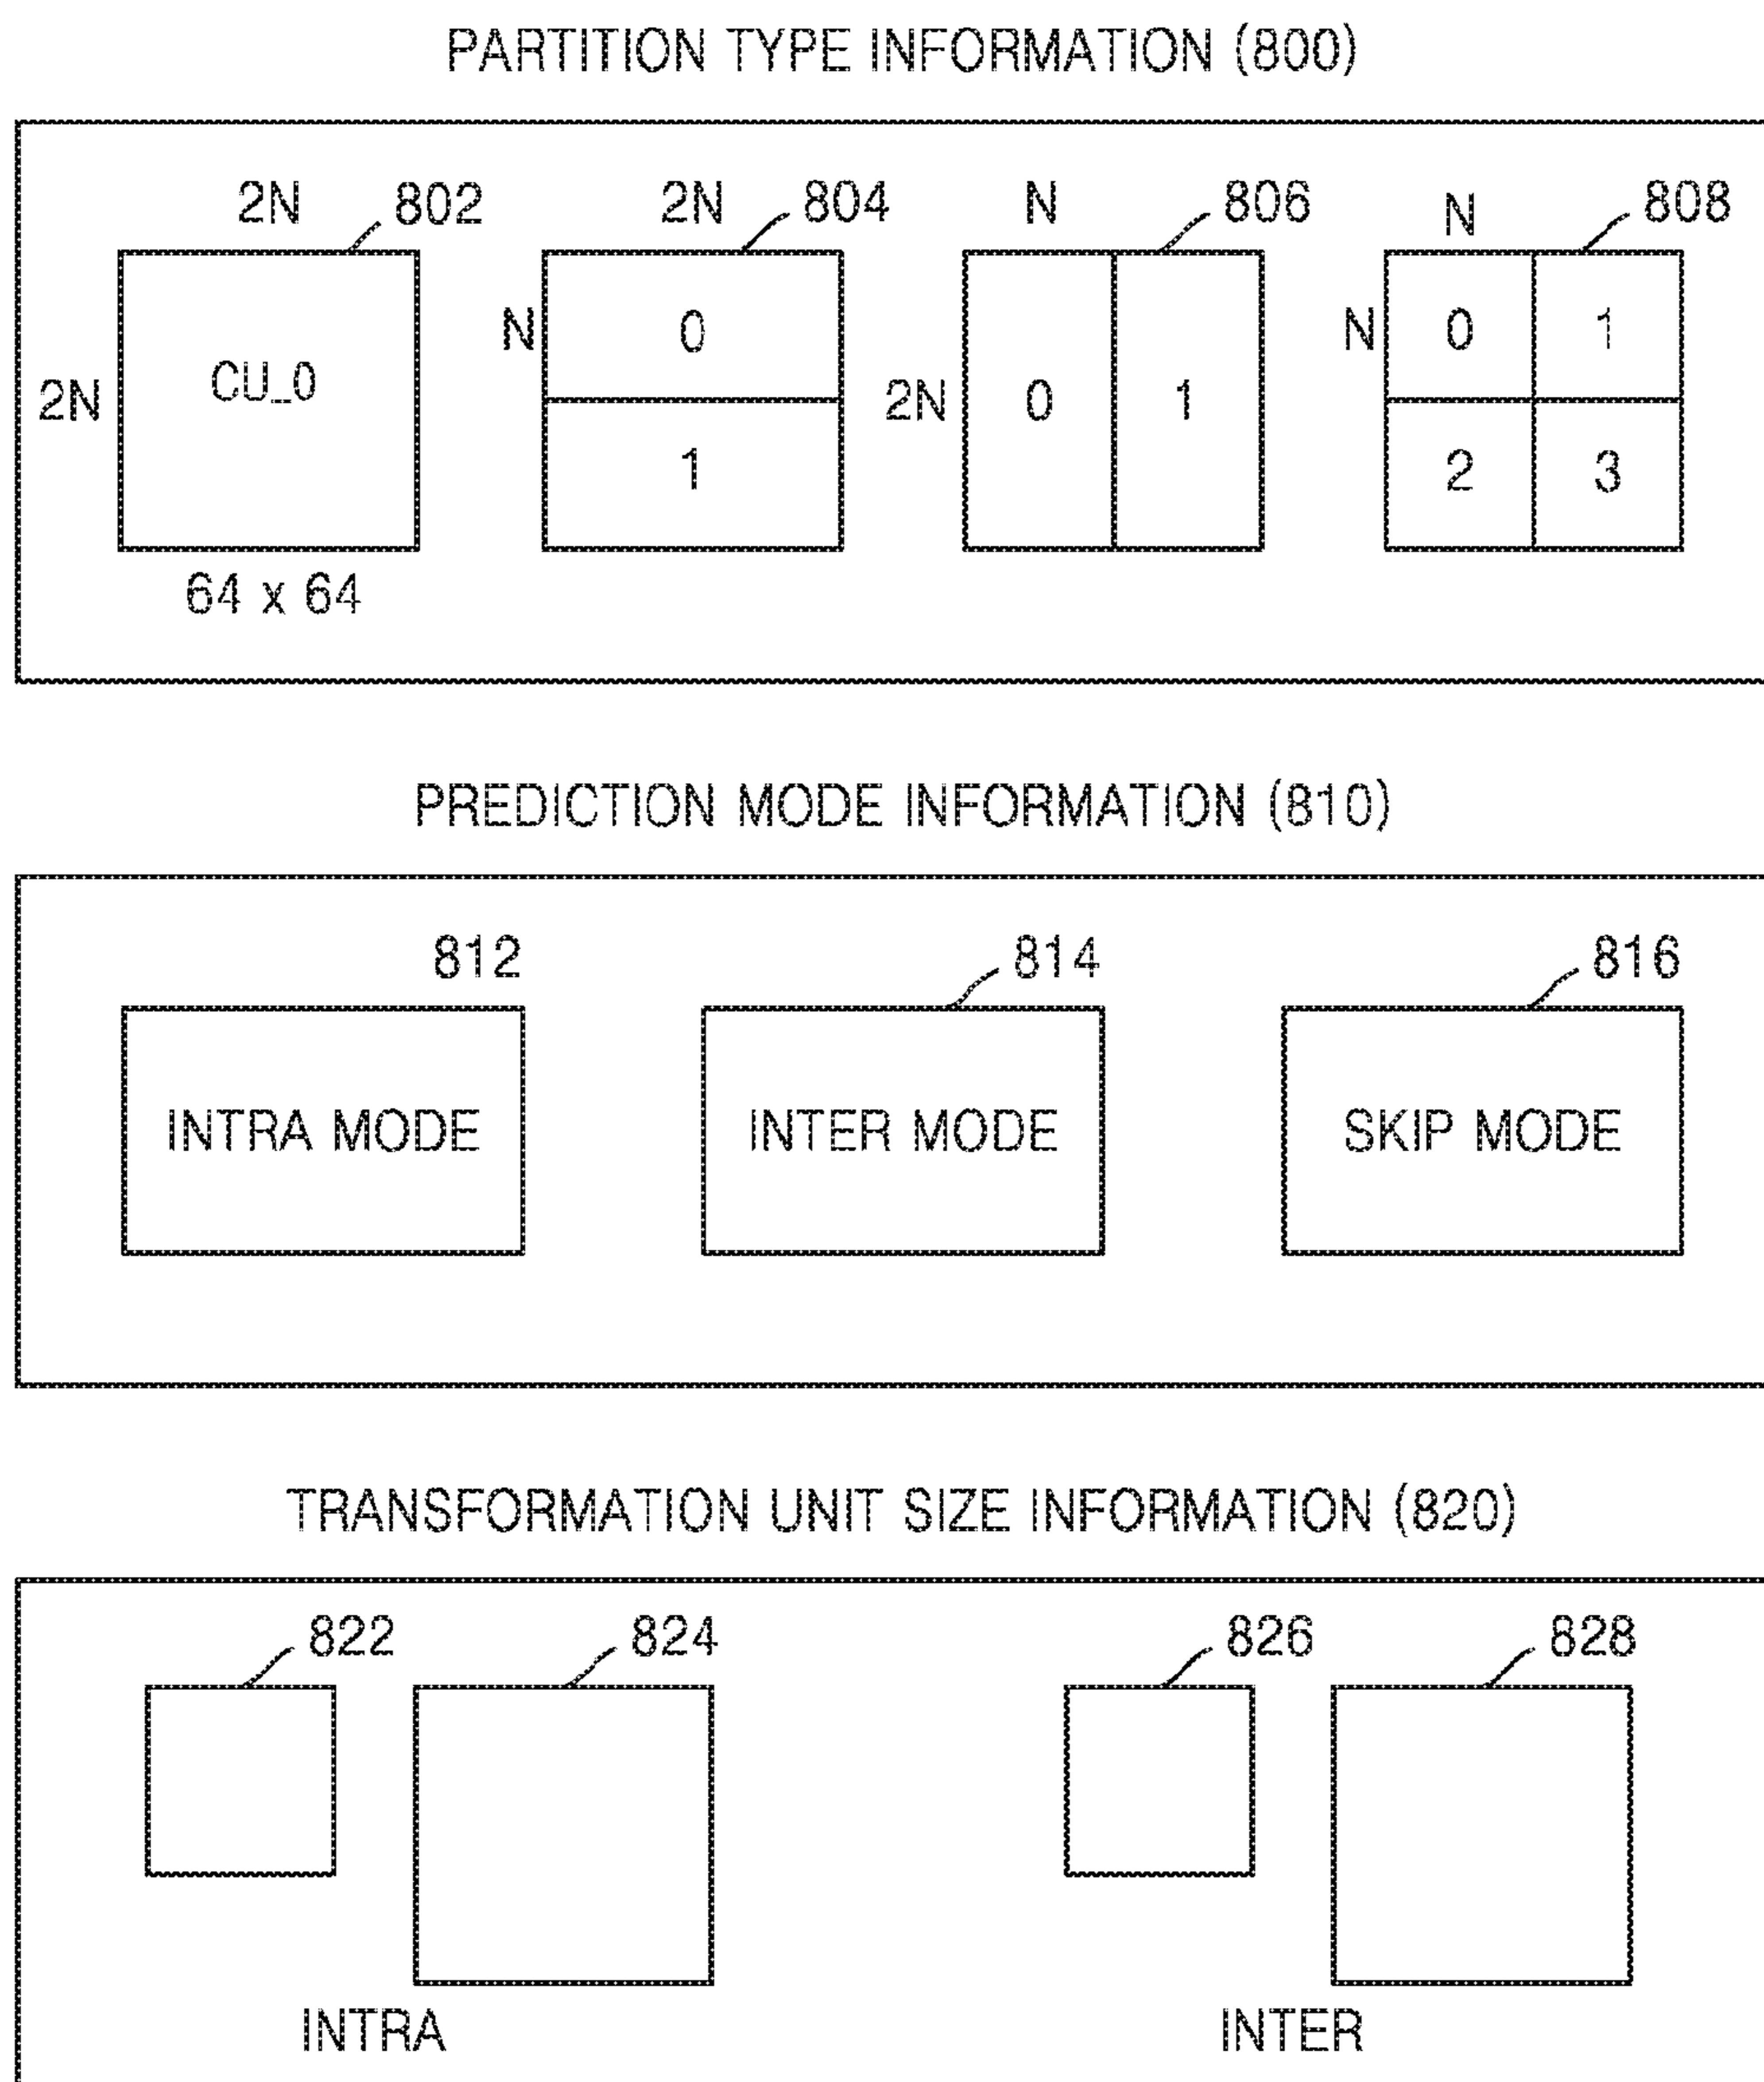 PARTITION TYPE INFORMATION (800)
2N 802 2N 804 N 806 N 808
N 0 N 0 1
2N CU_0 2N 0 1
1 2 3
64 x 64
PREDICTION MODE INFORMATION (810)
812 814 816
INTRA MODE INTER MODE SKIP MODE
TRANSFORMATION UNIT SIZE INFORMATION (820)
822 824 826 828
INTRA INTER